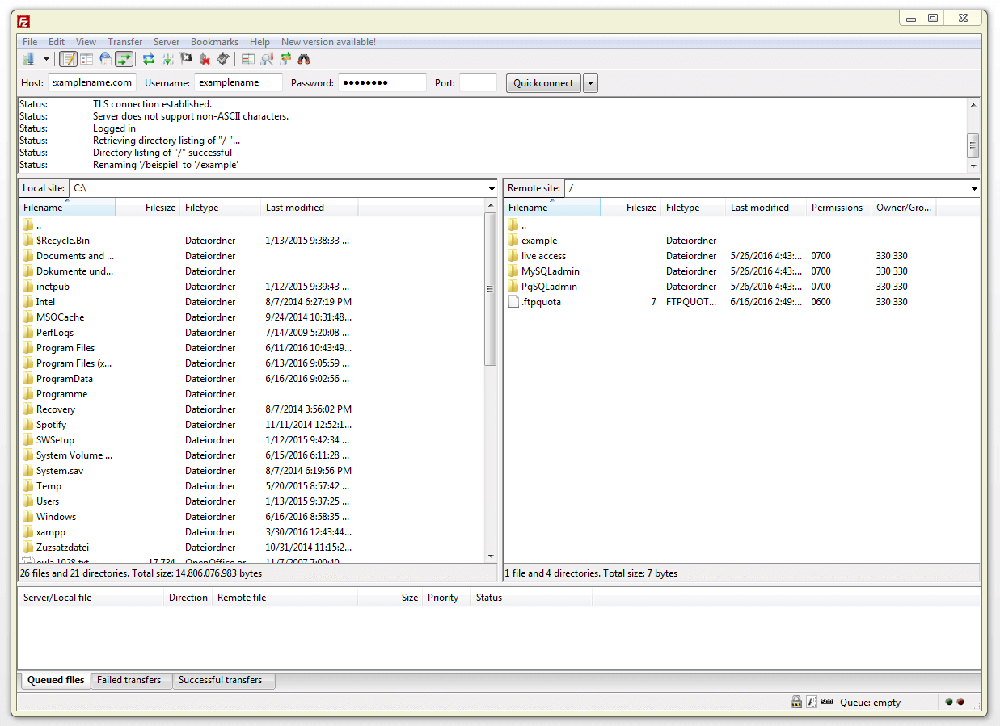 Fz
File Edit View Transfer Server Bookmarks Help New version available!
Host: examplename.com Username: examplename Password: ●●●●●●●● Port: Quickconnect
Status: TLS connection established.
Status: Server does not support non-ASCII characters.
Status: Logged in
Status: Retrieving directory listing of "/ "...
Status: Directory listing of "/" successful
Status: Renaming '/beispiel' to '/example'
Local site: C:\ Remote site: /
Filename Filesize Filetype Last modified
..
$Recycle.Bin Dateiordner 1/13/2015 9:38:33 ...
Documents and ... Dateiordner
Dokumente und... Dateiordner
inetpub Dateiordner 1/12/2015 9:39:43 ...
Intel Dateiordner 8/7/2014 6:27:19 PM
MSOCache Dateiordner 9/24/2014 10:31:48...
PerfLogs Dateiordner 7/14/2009 5:20:08 ...
Program Files Dateiordner 6/11/2016 10:43:49...
Program Files (x... Dateiordner 6/13/2016 9:05:59 ...
ProgramData Dateiordner 6/16/2016 9:02:56 ...
Programme Dateiordner
Recovery Dateiordner 8/7/2014 3:56:02 PM
Spotify Dateiordner 11/11/2014 12:52:1...
SWSetup Dateiordner 1/12/2015 9:42:34 ...
System Volume ... Dateiordner 6/15/2016 6:11:28 ...
System.sav Dateiordner 8/7/2014 6:19:56 PM
Temp Dateiordner 5/20/2015 8:57:42 ...
Users Dateiordner 1/13/2015 9:37:25 ...
Windows Dateiordner 6/16/2016 8:58:35 ...
xampp Dateiordner 3/30/2016 12:43:44...
Zuzsatzdatei Dateiordner 10/31/2014 11:15:2...
eula.1028.txt 17.734 OpenOffice.or... 11/7/2007 7:00:40 ...
26 files and 21 directories. Total size: 14.806.076.983 bytes
Filename Filesize Filetype Last modified Permissions Owner/Gro...
..
example Dateiordner
live access Dateiordner 5/26/2016 4:43:... 0700 330 330
MySQLadmin Dateiordner 5/26/2016 4:43:... 0700 330 330
PgSQLadmin Dateiordner 5/26/2016 4:43:... 0700 330 330
.ftpquota 7 FTPQUOT... 6/16/2016 2:49:... 0600 330 330
1 file and 4 directories. Total size: 7 bytes
Server/Local file Direction Remote file Size Priority Status
Queued files Failed transfers Successful transfers
Queue: empty